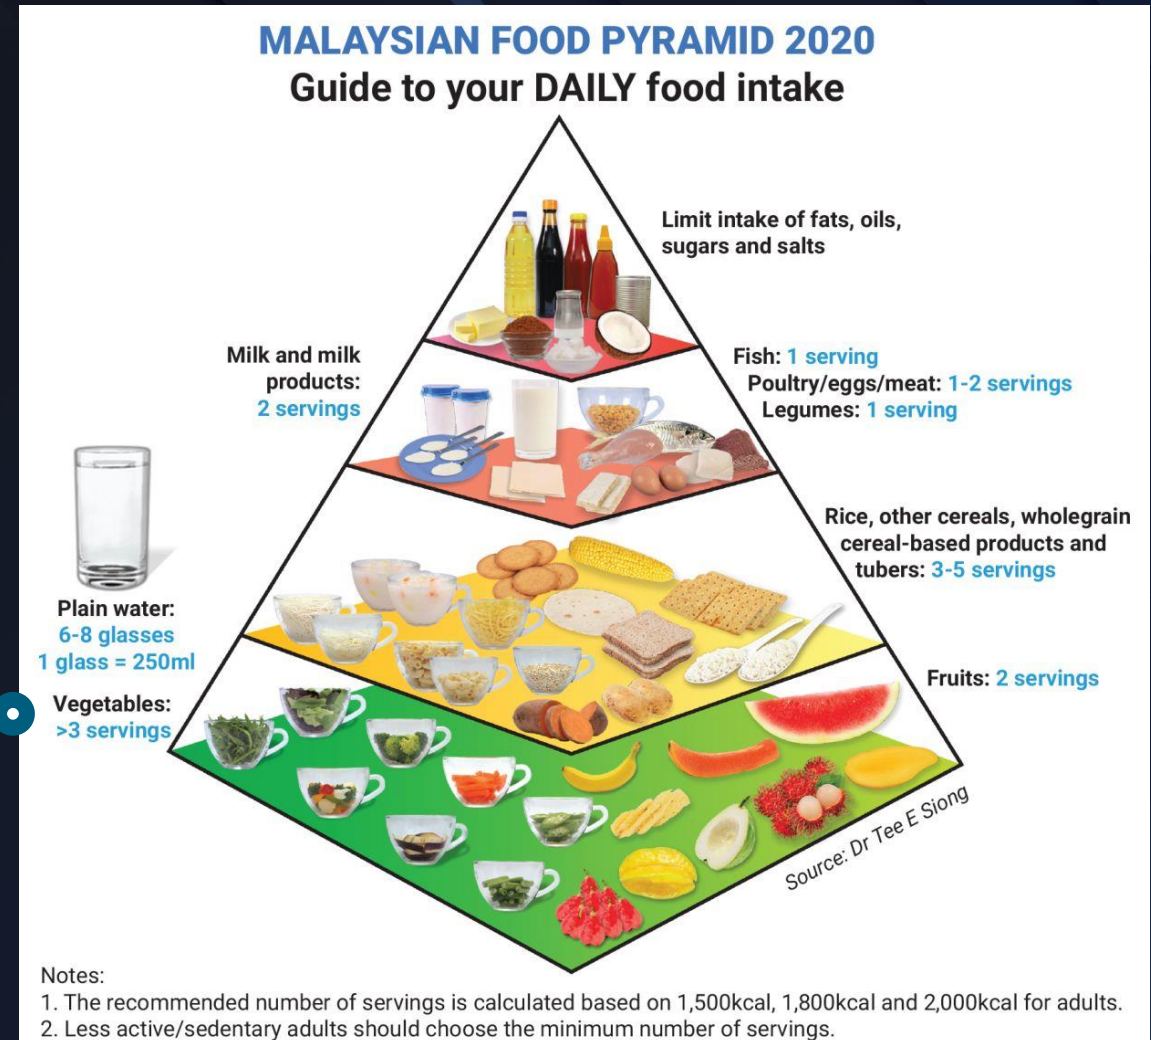 MALAYSIAN FOOD PYRAMID 2020
Guide to your DAILY food intake
Limit intake of fats, oils,
sugars and salts
Milk and milk
products:
2 servings
Fish: 1 serving
Poultry/eggs/meat: 1-2 servings
Legumes: 1 serving
Rice, other cereals, wholegrain
cereal-based products and
tubers: 3-5 servings
Plain water:
6-8 glasses
1 glass = 250ml
Vegetables:
>3 servings
Fruits: 2 servings
Source: Dr Tee E Siong
Notes:
1. The recommended number of servings is calculated based on 1,500kcal, 1,800kcal and 2,000kcal for adults.
2. Less active/sedentary adults should choose the minimum number of servings.